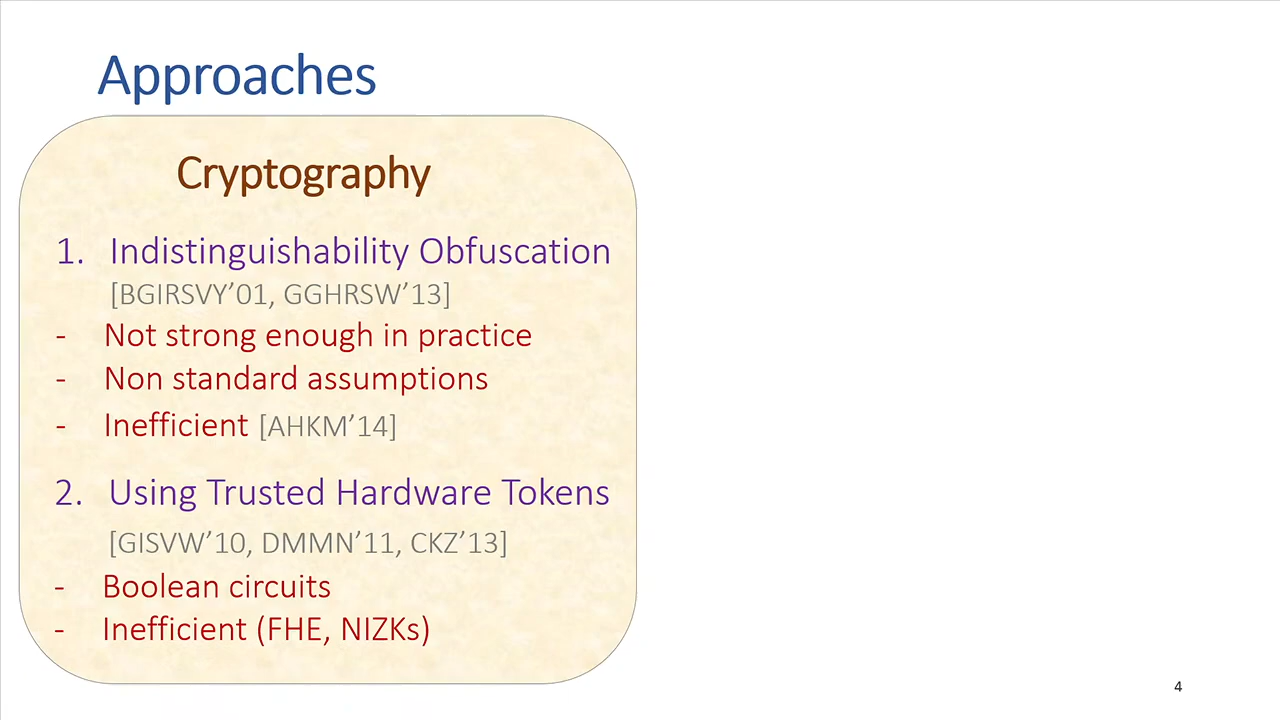 Approaches
Cryptography
1. Indistinguishability Obfuscation
[BGIRSVY’01, GGHRSW’13]
- Not strong enough in practice
- Non standard assumptions
- Inefficient [AHKM’14]
2. Using Trusted Hardware Tokens
[GISVW’10, DMMN’11, CKZ’13]
- Boolean circuits
- Inefficient (FHE, NIZKs)
4